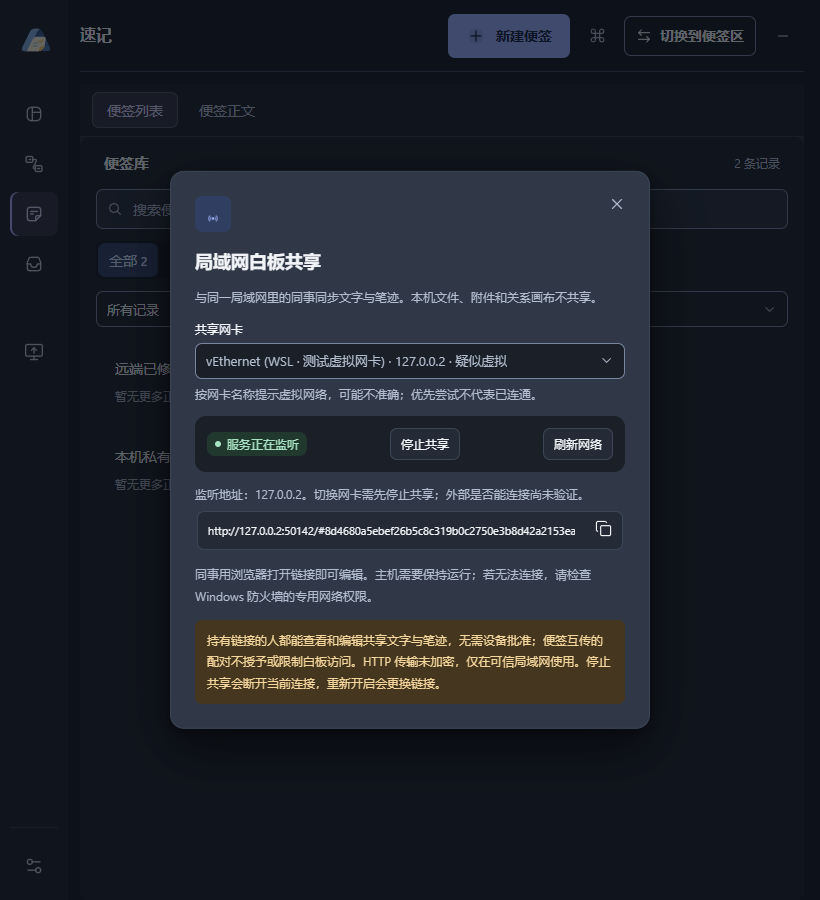 速记
新建便签
切换到便签区
便签列表
便签正文
便签库
2 条记录
搜索便
全部 2
所有记录
远端已修
暂无更多正
本机私有
暂无更多正
局域网白板共享
与同一局域网里的同事同步文字与笔迹。本机文件、附件和关系画布不共享。
共享网卡
vEthernet (WSL · 测试虚拟网卡) · 127.0.0.2 · 疑似虚拟
按网卡名称提示虚拟网络，可能不准确；优先尝试不代表已连通。
服务正在监听
停止共享
刷新网络
监听地址：127.0.0.2。切换网卡需先停止共享；外部是否能连接尚未验证。
http://127.0.0.2:50142/#8d4680a5ebef26b5c8c319b0c2750e3b8d42a2153ea
同事用浏览器打开链接即可编辑。主机需要保持运行；若无法连接，请检查
Windows 防火墙的专用网络权限。
持有链接的人都能查看和编辑共享文字与笔迹，无需设备批准；便签互传的
配对不授予或限制白板访问。HTTP 传输未加密，仅在可信局域网使用。停止
共享会断开当前连接，重新开启会更换链接。